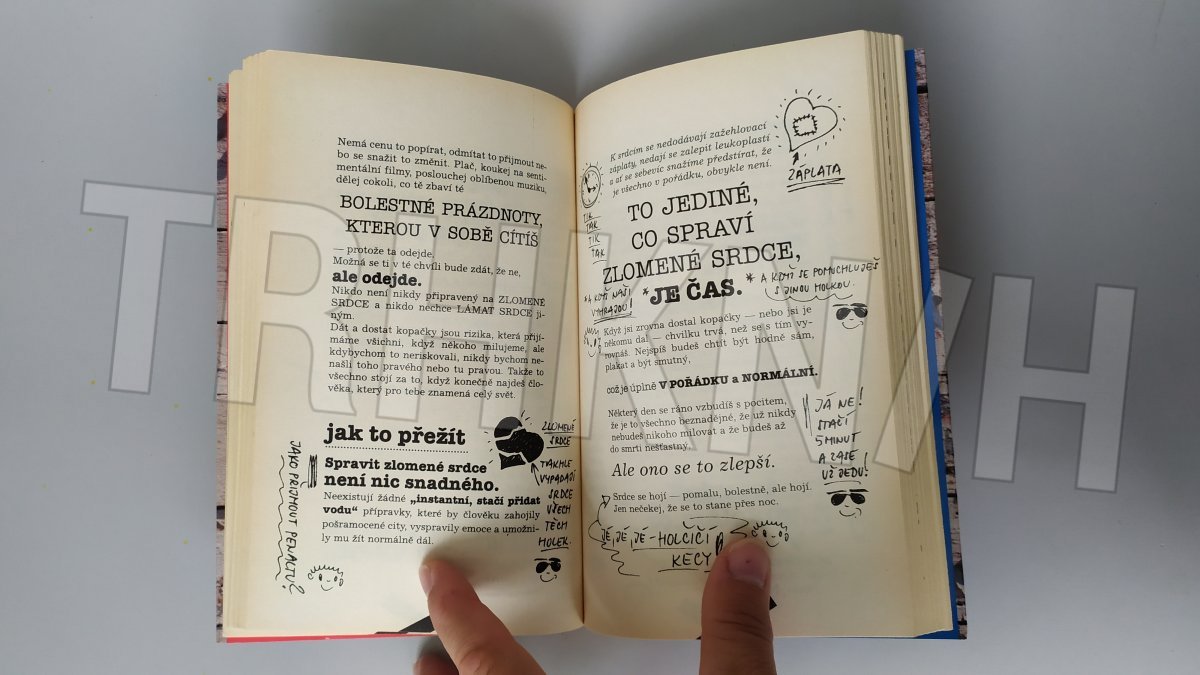 Nemá cenu to popírat, odmítat to přijmout ne-
bo se snažit to změnit. Plač, koukej na senti-
mentální filmy, poslouchej oblíbenou muziku,
dělej cokoli, co tě zbaví té
BOLESTNÉ PRÁZDNOTY,
KTEROU V SOBĚ CÍTÍŠ
— protože ta odejde.
Možná se ti v té chvíli bude zdát, že ne,
ale odejde.
Nikdo není nikdy připravený na ZLOMENÉ
SRDCE a nikdo nechce LÁMAT SRDCE ji-
ným.
Dát a dostat kopačky jsou rizika, která přijí-
máme všichni, když někoho milujeme, ale
kdybychom to neriskovali, nikdy bychom ne-
našli toho pravého nebo tu pravou. Takže to
všechno stojí za to, když konečně najdeš člo-
věka, který pro tebe znamená celý svět.
jak to přežít
Spravit zlomené srdce
není nic snadného.
Neexistují žádné „instantní, stačí přidat
vodu“ přípravky, které by člověku zahojily
pošramocené city, vyspravily emoce a umožni-
ly mu žít normálně dál.
JAKO PŘIJMOUT PENALTU?
ZLOMENÉ
SRDCE
TAKHLE
VYPADAJÍ
SRDCE
VŠECH
TĚCH
HOLEK.
K srdcím se nedodávají zažehlovací
záplaty, nedají se zalepit leukoplastí
a ať se sebevíc snažíme předstírat, že
je všechno v pořádku, obvykle není.
ZÁPLATA
TIK
TAK
TIK
TAK
TO JEDINÉ,
CO SPRAVÍ
ZLOMENÉ SRDCE,
*JE ČAS.*
*A KDYŽ NAŠI
VYHRAJOU!
* A KDYŽ SE POMUCHLUJEŠ
S JINOU HOLKOU.
Když jsi zrovna dostal kopačky — nebo jsi je
někomu dal — chvilku trvá, než se s tím vy-
rovnáš. Nejspíš budeš chtít být hodně sám,
plakat a být smutný,
což je úplně V POŘÁDKU a NORMÁLNÍ.
Některý den se ráno vzbudíš s pocitem,
že je to všechno beznadějné, že už nikdy
nebudeš nikoho milovat a že budeš až
do smrti nešťastný.
JÁ NE!
STAČÍ
5 MINUT
A ZASE
UŽ JEDU!
Ale ono se to zlepší.
Srdce se hojí — pomalu, bolestně, ale hojí.
Jen nečekej, že se to stane přes noc.
JÉ, JÉ, JÉ - HOLČIČÍ
KECY
TRHKNIH